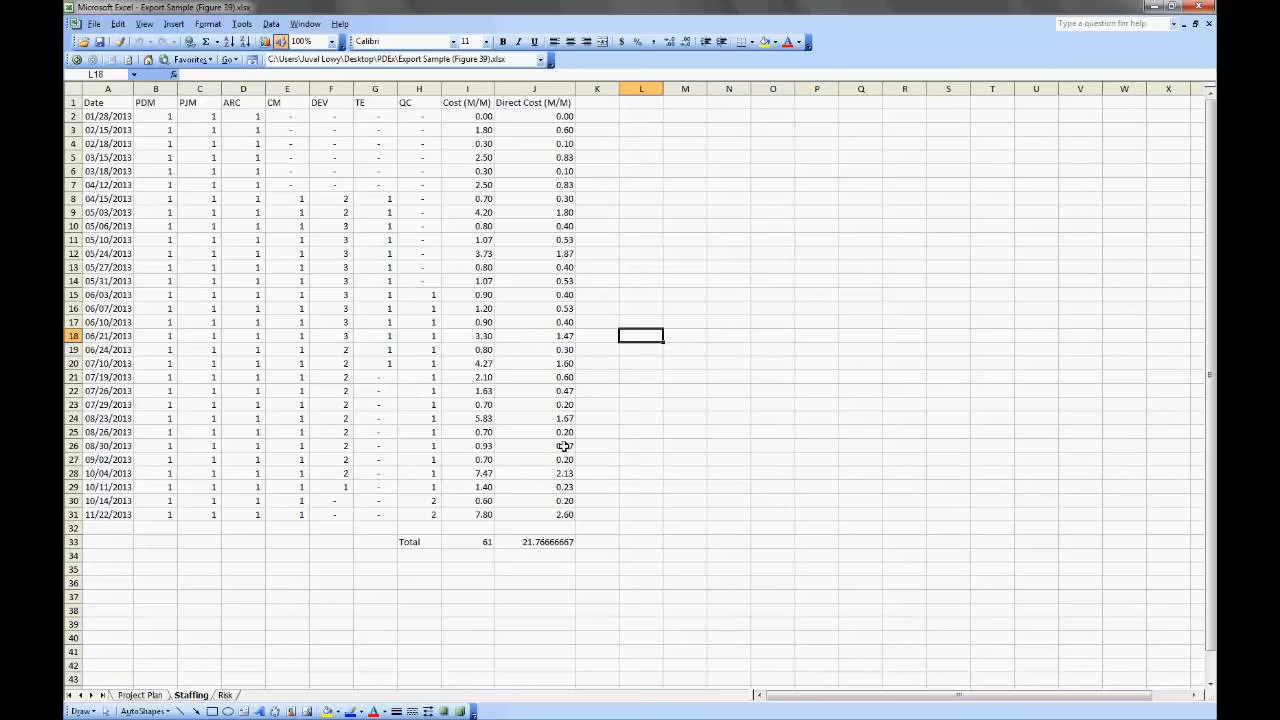 Microsoft Excel - Export Sample (Figure 39).xlsx
File Edit View Insert Format Tools Data Window Help Type a question for help
100% Calibri 11 B I U $ % ,
Favorites Go C:\Users\Juval Lowy\Desktop\PDEx\Export Sample (Figure 39).xlsx
L18 fx
A B C D E F G H I J K L M N O P Q R S T U V W X
1 Date PDM PJM ARC CM DEV TE QC Cost (M/M) Direct Cost (M/M)
2 01/28/2013 1 1 1 - - - - 0.00 0.00
3 02/15/2013 1 1 1 - - - - 1.80 0.60
4 02/18/2013 1 1 1 - - - - 0.30 0.10
5 03/15/2013 1 1 1 - - - - 2.50 0.83
6 03/18/2013 1 1 1 - - - - 0.30 0.10
7 04/12/2013 1 1 1 - - - - 2.50 0.83
8 04/15/2013 1 1 1 1 2 1 - 0.70 0.30
9 05/03/2013 1 1 1 1 2 1 - 4.20 1.80
10 05/06/2013 1 1 1 1 3 1 - 0.80 0.40
11 05/10/2013 1 1 1 1 3 1 - 1.07 0.53
12 05/24/2013 1 1 1 1 3 1 - 3.73 1.87
13 05/27/2013 1 1 1 1 3 1 - 0.80 0.40
14 05/31/2013 1 1 1 1 3 1 - 1.07 0.53
15 06/03/2013 1 1 1 1 3 1 1 0.90 0.40
16 06/07/2013 1 1 1 1 3 1 1 1.20 0.53
17 06/10/2013 1 1 1 1 3 1 1 0.90 0.40
18 06/21/2013 1 1 1 1 3 1 1 3.30 1.47
19 06/24/2013 1 1 1 1 2 1 1 0.80 0.30
20 07/10/2013 1 1 1 1 2 1 1 4.27 1.60
21 07/19/2013 1 1 1 1 2 - 1 2.10 0.60
22 07/26/2013 1 1 1 1 2 - 1 1.63 0.47
23 07/29/2013 1 1 1 1 2 - 1 0.70 0.20
24 08/23/2013 1 1 1 1 2 - 1 5.83 1.67
25 08/26/2013 1 1 1 1 2 - 1 0.70 0.20
26 08/30/2013 1 1 1 1 2 - 1 0.93
27 09/02/2013 1 1 1 1 2 - 1 0.70 0.20
28 10/04/2013 1 1 1 1 2 - 1 7.47 2.13
29 10/11/2013 1 1 1 1 1 - 1 1.40 0.23
30 10/14/2013 1 1 1 1 - - 2 0.60 0.20
31 11/22/2013 1 1 1 1 - - 2 7.80 2.60
32
33 Total 61 21.76666667
34
35
36
37
38
39
40
41
42
43
Project Plan Staffing Risk
Draw AutoShapes